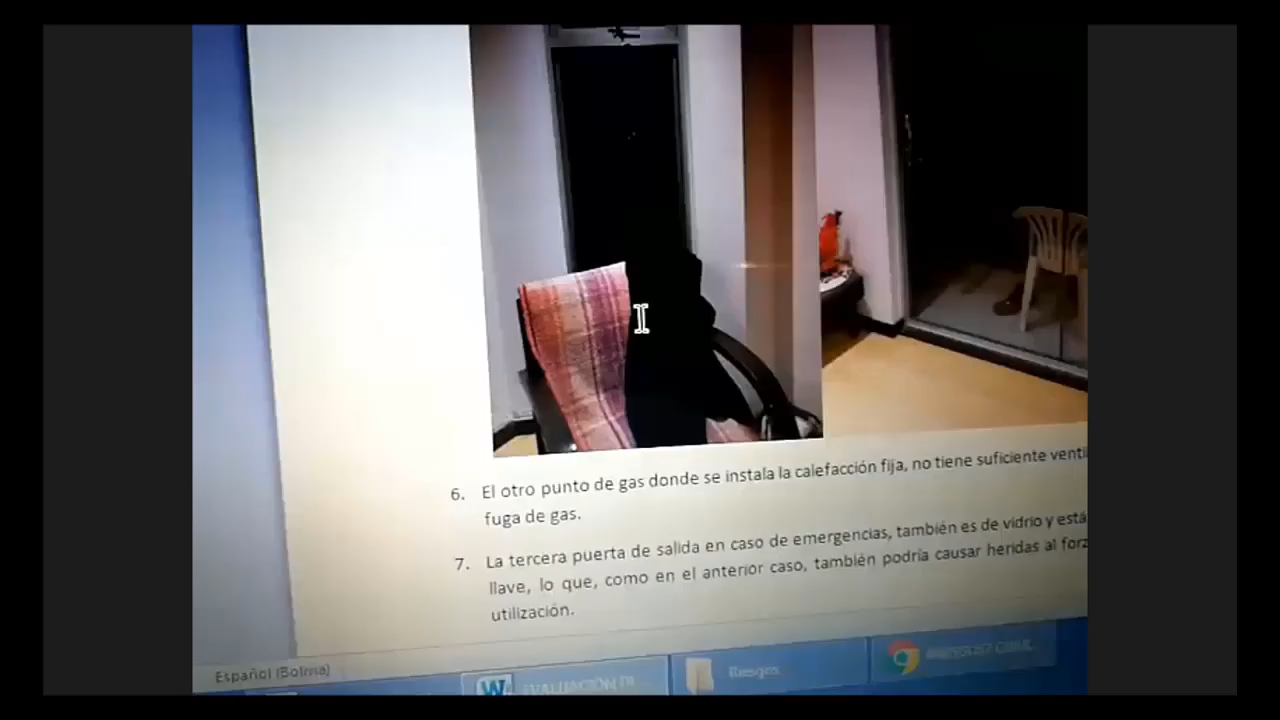 6. El otro punto de gas donde se instala la calefacción fija, no tiene suficiente
fuga de gas.
7. La tercera puerta de salida en caso de emergencias, también es de vidrio y está
llave, lo que, como en el anterior caso, también podría causar heridas al
utilización.
Español (Bolivia)
EVALUACIÓN
Riesgos